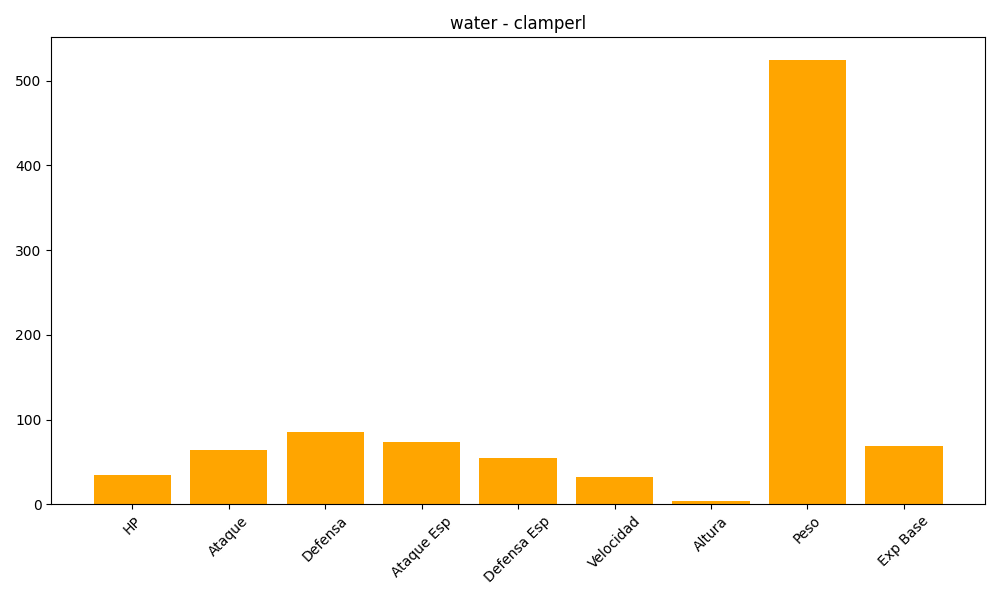 water - clamperl
500
400
300
200
100
0
HP
Ataque
Defensa
Ataque Esp
Defensa Esp
Velocidad
Altura
Peso
Exp Base